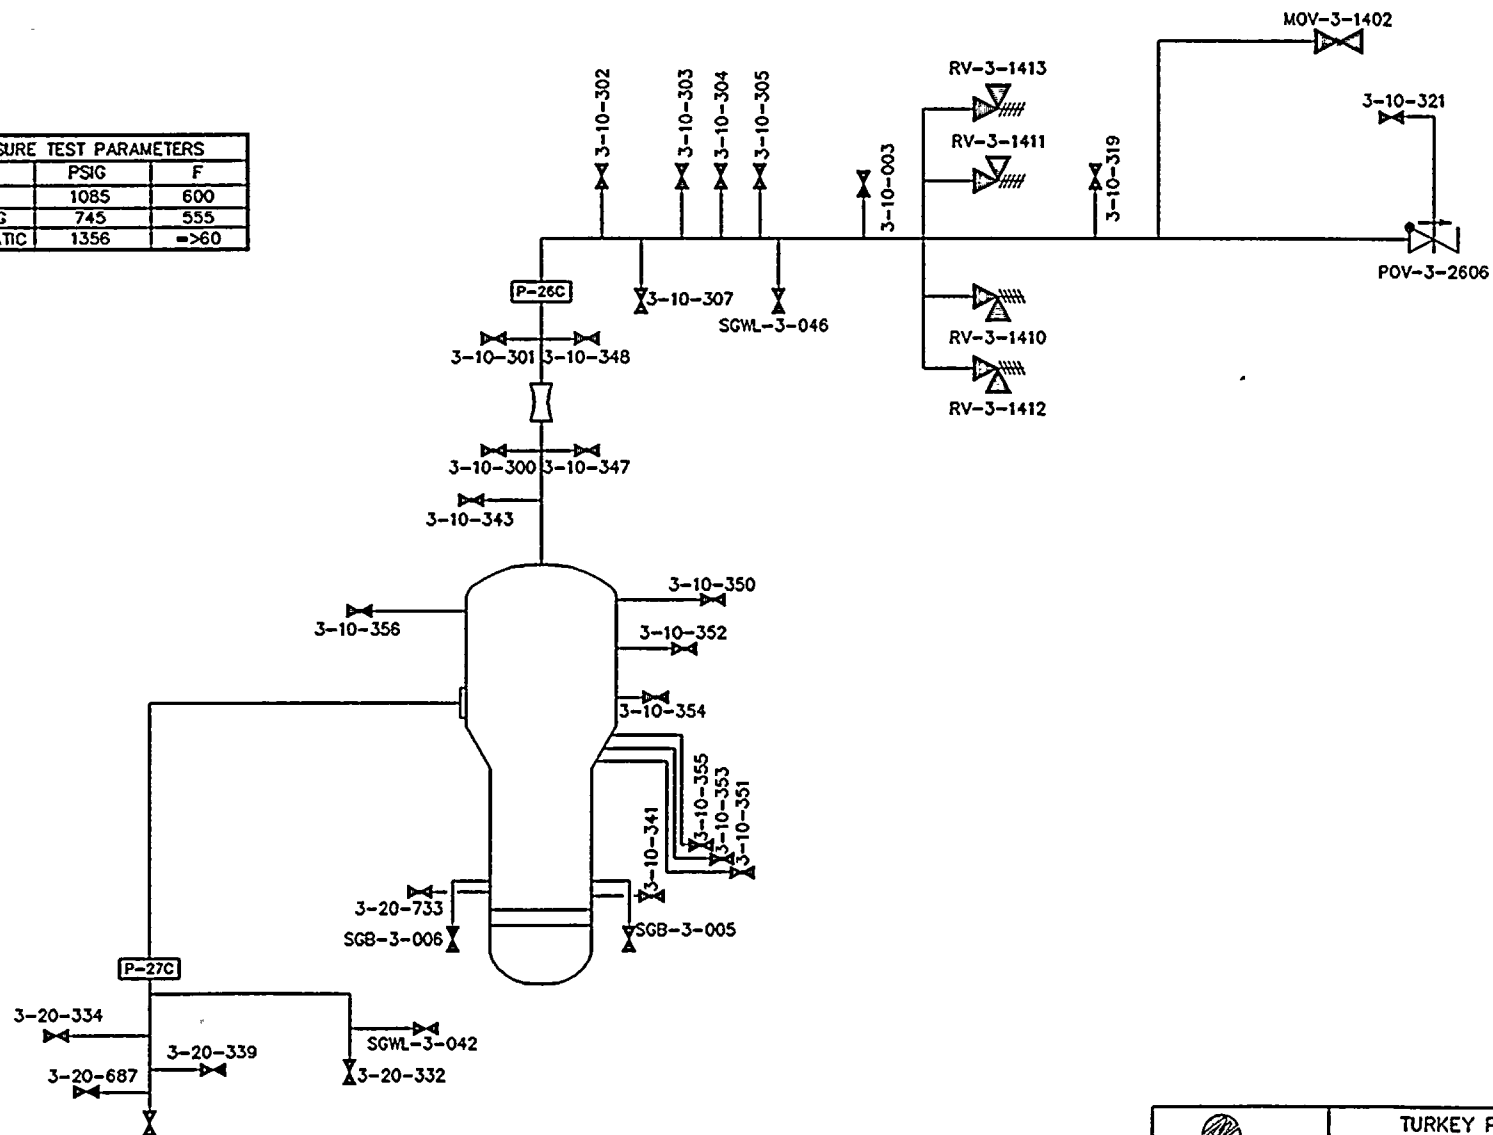 MOV-3-1402
RV-3-1413
3-10-302
3-10-303
3-10-304
3-10-305
3-10-321
SURE TEST PARAMETERS
PSIG F
1085 600
G 745 555
TIC 1356 =>60
RV-3-1411
3-10-003
3-10-319
POV-3-2606
P-26C
3-10-307
SGWL-3-046
RV-3-1410
3-10-301
3-10-348
RV-3-1412
3-10-300
3-10-347
3-10-343
3-10-350
3-10-356
3-10-352
3-10-354
3-10-355
3-10-353
3-10-351
3-10-341
3-20-733
SGB-3-006
SGB-3-005
P-27C
3-20-334
SGWL-3-042
3-20-339
3-20-687
3-20-332
TURKEY P